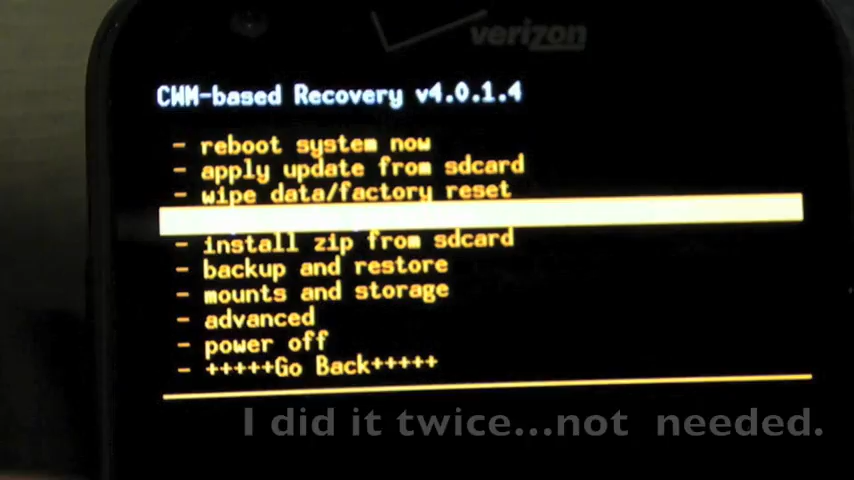 verizon
CWM-based Recovery v4.0.1.4
- reboot system now
- apply update from sdcard
- wipe data/factory reset
- install zip from sdcard
- backup and restore
- mounts and storage
- advanced
- power off
- +++++Go Back+++++
I did it twice...not needed.